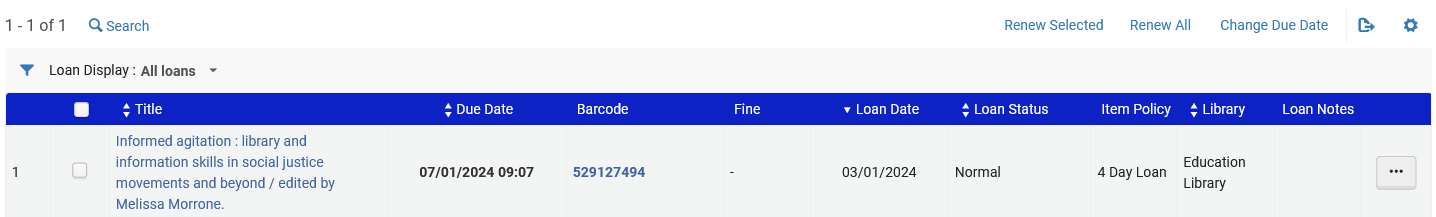 1 - 1 of 1 Search Renew Selected Renew All Change Due Date
Loan Display : All loans
Title Due Date Barcode Fine Loan Date Loan Status Item Policy Library Loan Notes
1
Informed agitation : library and
information skills in social justice
movements and beyond / edited by
Melissa Morrone.
07/01/2024 09:07 529127494 - 03/01/2024 Normal 4 Day Loan
Education
Library